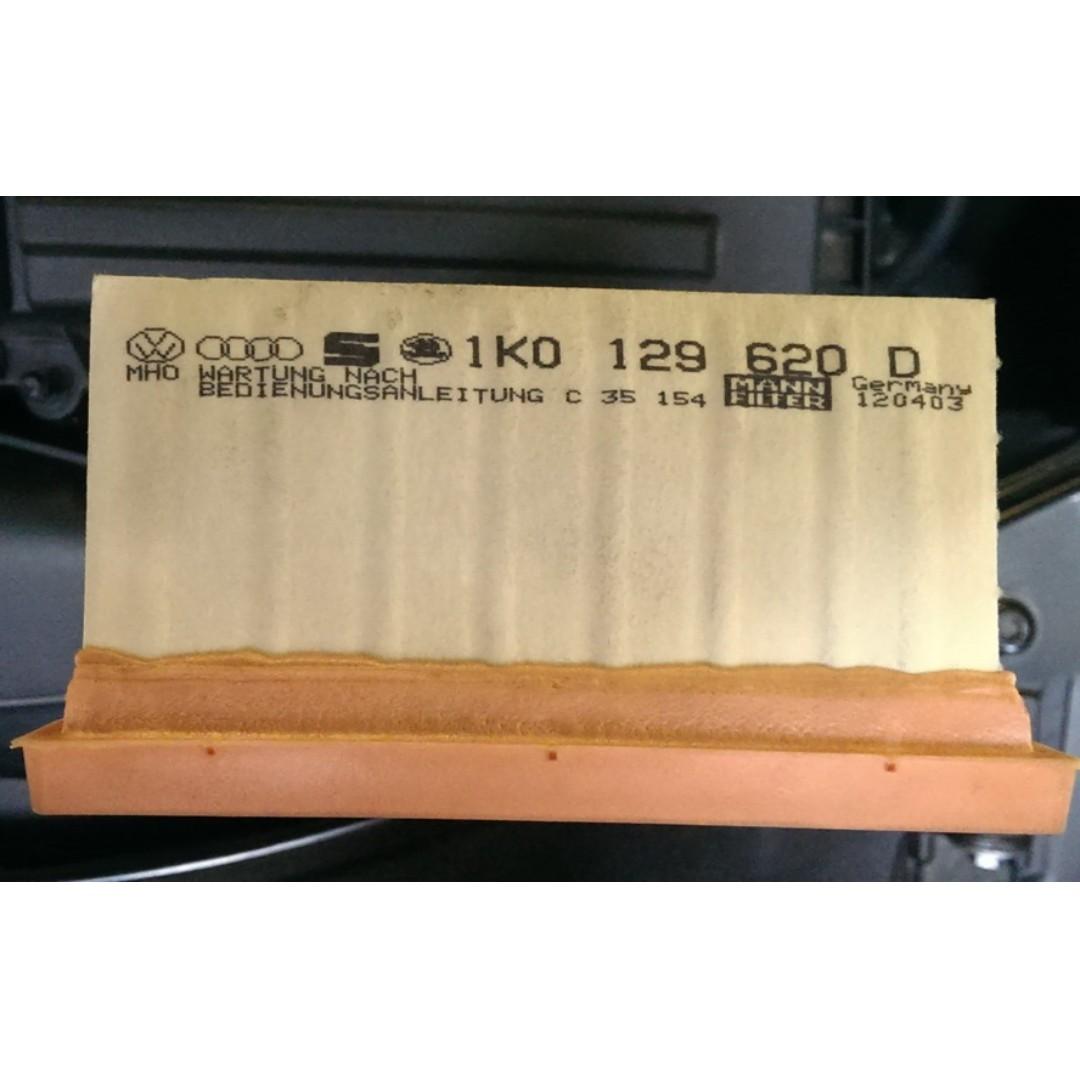 1K0 129 620 D
MHO WARTUNG NACH
BEDIENUNGSANLEITUNG C 35 154
MANN
FILTER
Germany
120403